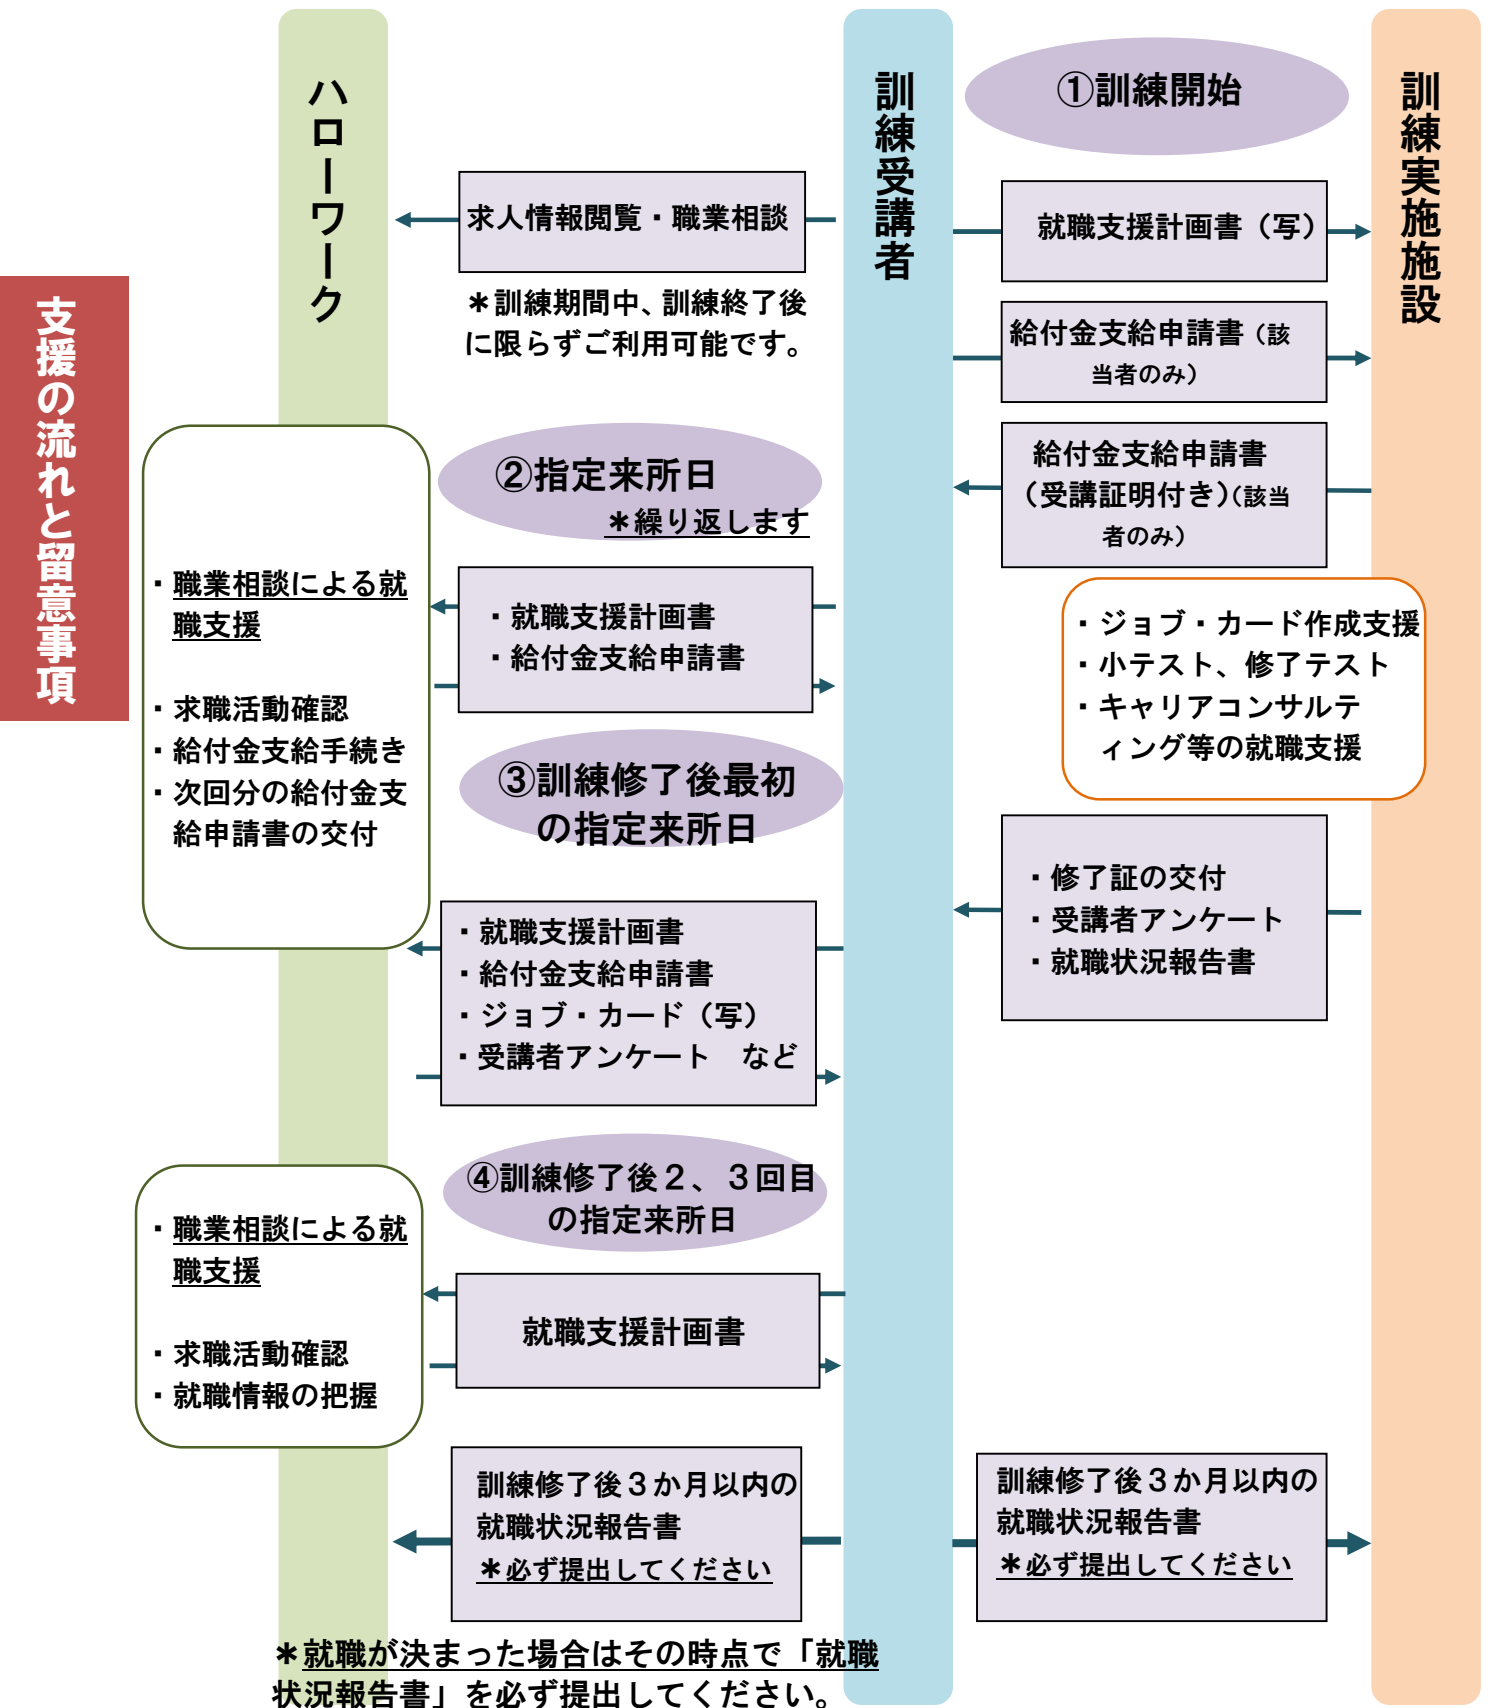 支援の流れと留意事項
ハローワーク
訓練受講者
訓練実施施設
①訓練開始
求人情報閲覧・職業相談
＊訓練期間中、訓練終了後
に限らずご利用可能です。
就職支援計画書（写）
給付金支給申請書（該
当者のみ）
給付金支給申請書
（受講証明付き）（該当
者のみ）
②指定来所日
＊繰り返します
・就職支援計画書
・給付金支給申請書
・職業相談による就
職支援
・求職活動確認
・給付金支給手続き
・次回分の給付金支
給申請書の交付
・ジョブ・カード作成支援
・小テスト、修了テスト
・キャリアコンサルテ
ィング等の就職支援
③訓練修了後最初
の指定来所日
・就職支援計画書
・給付金支給申請書
・ジョブ・カード（写）
・受講者アンケート　など
・修了証の交付
・受講者アンケート
・就職状況報告書
④訓練修了後２、３回目
の指定来所日
・職業相談による就
職支援
・求職活動確認
・就職情報の把握
就職支援計画書
訓練修了後３か月以内の
就職状況報告書
＊必ず提出してください
訓練修了後３か月以内の
就職状況報告書
＊必ず提出してください
＊就職が決まった場合はその時点で「就職
状況報告書」を必ず提出してください。